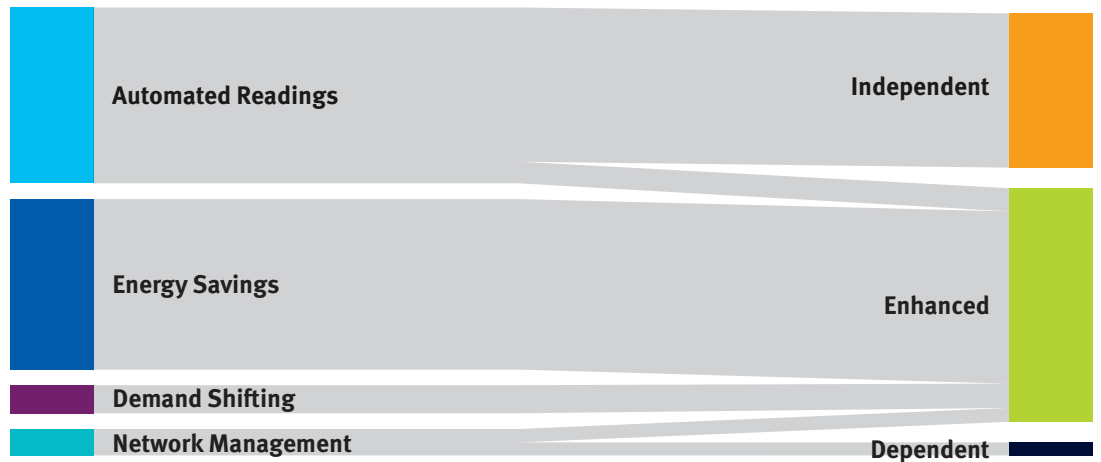 Automated Readings
Independent
Energy Savings
Enhanced
Demand Shifting
Network Management
Dependent